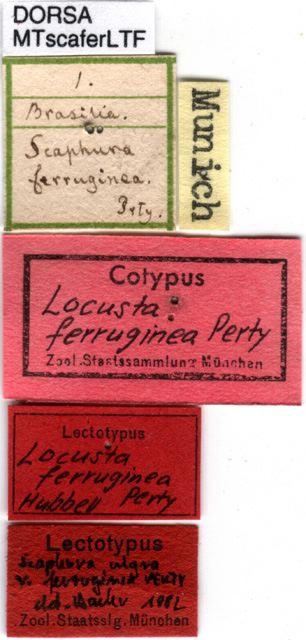 DORSA
MTscaferLTF
1.
Brasilia.
Scaphura
ferruginea.
Prty.
Munich
Cotypus
Locusta
ferruginea Perty
Zool. Staatssammlung München
Lectotypus
Locusta
ferruginea
Hubbell Perty
Lectotypus
Scaphura nigra
v. ferruginea Perty
1982
Zool. Staatsslg. München